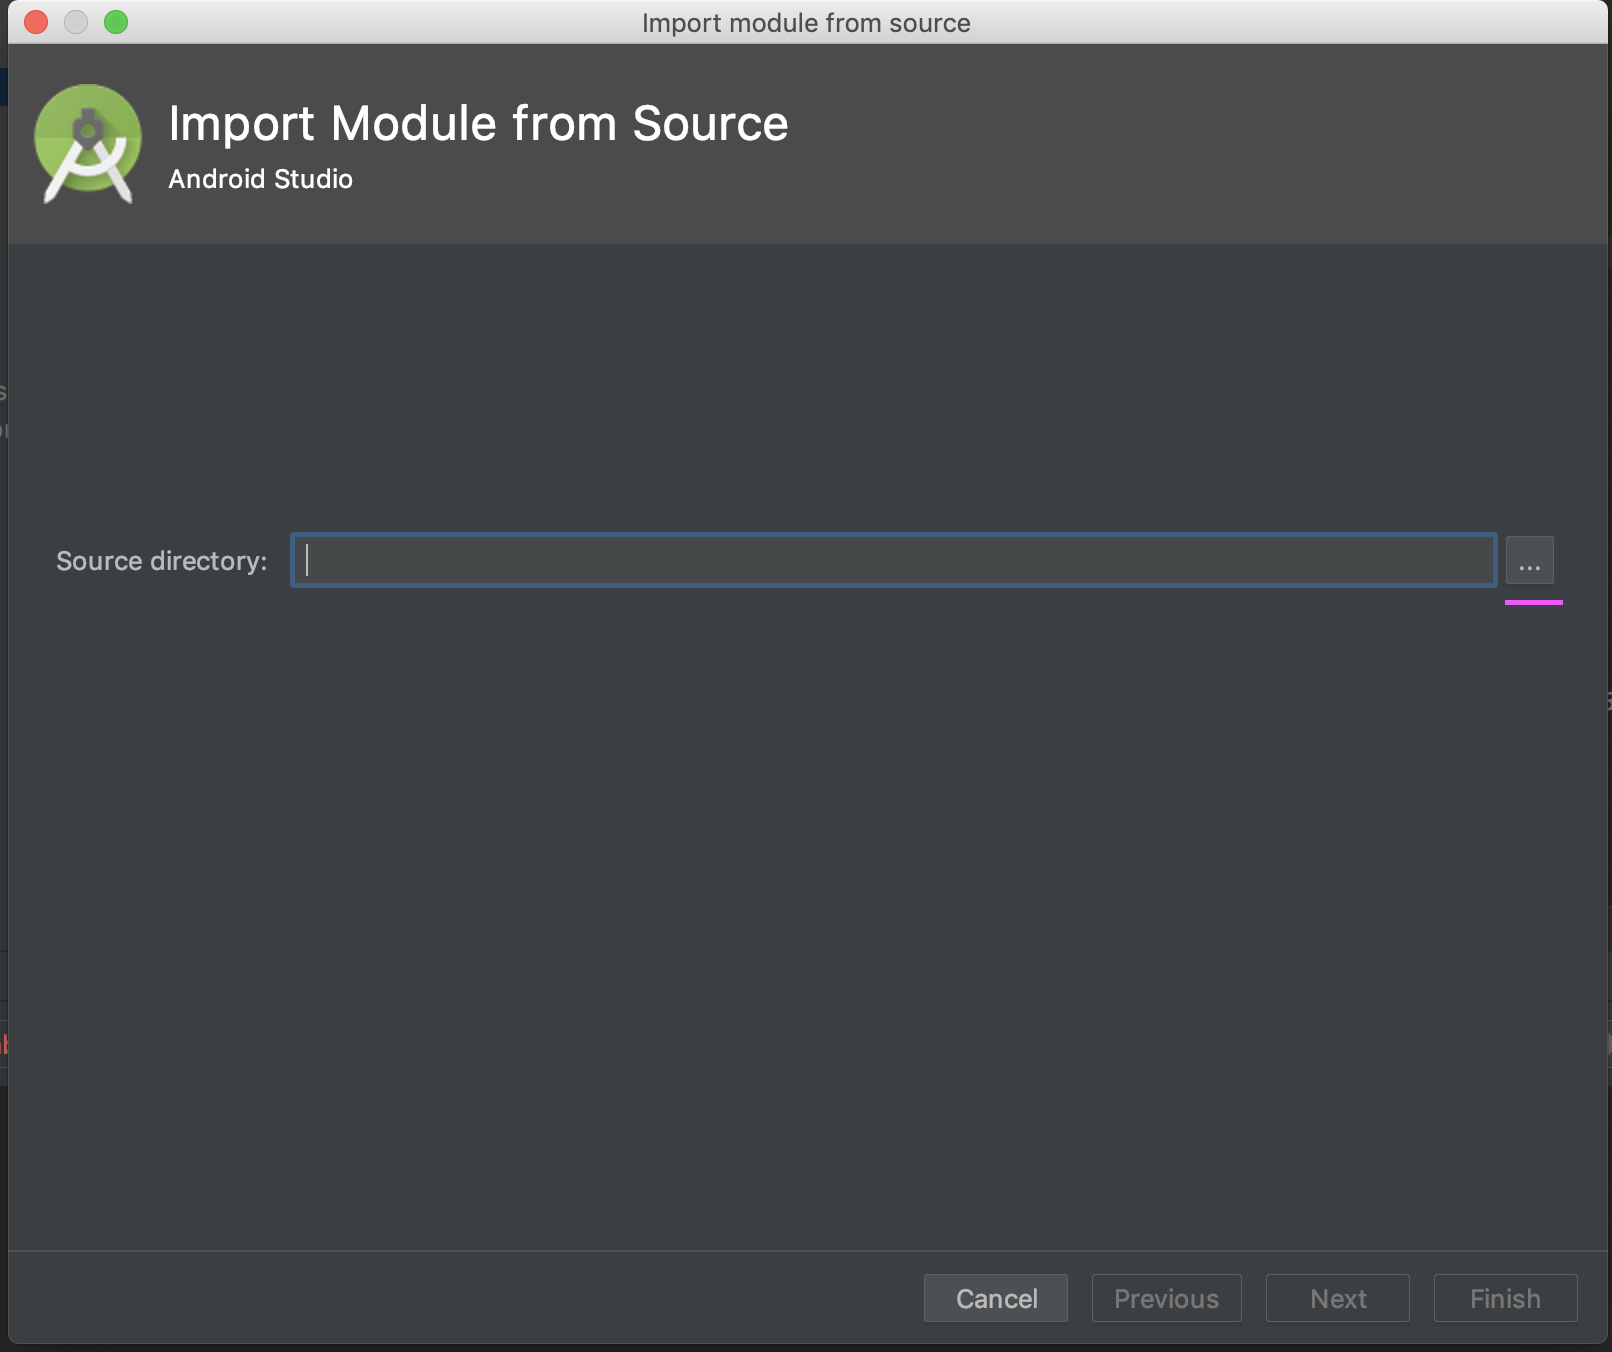 Import module from source
Import Module from Source
Android Studio
Source directory:
...
Cancel
Previous
Next
Finish